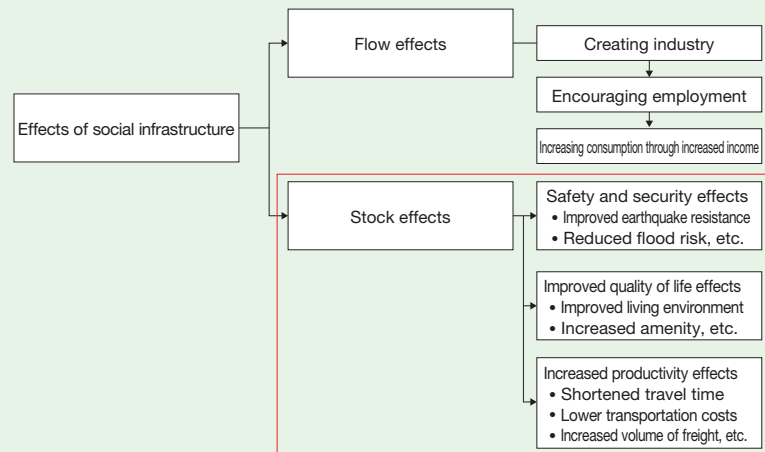 Effects of social infrastructure
Flow effects
Creating industry
Encouraging employment
Increasing consumption through increased income
Stock effects
Safety and security effects
• Improved earthquake resistance
• Reduced flood risk, etc.
Improved quality of life effects
• Improved living environment
• Increased amenity, etc.
Increased productivity effects
• Shortened travel time
• Lower transportation costs
• Increased volume of freight, etc.